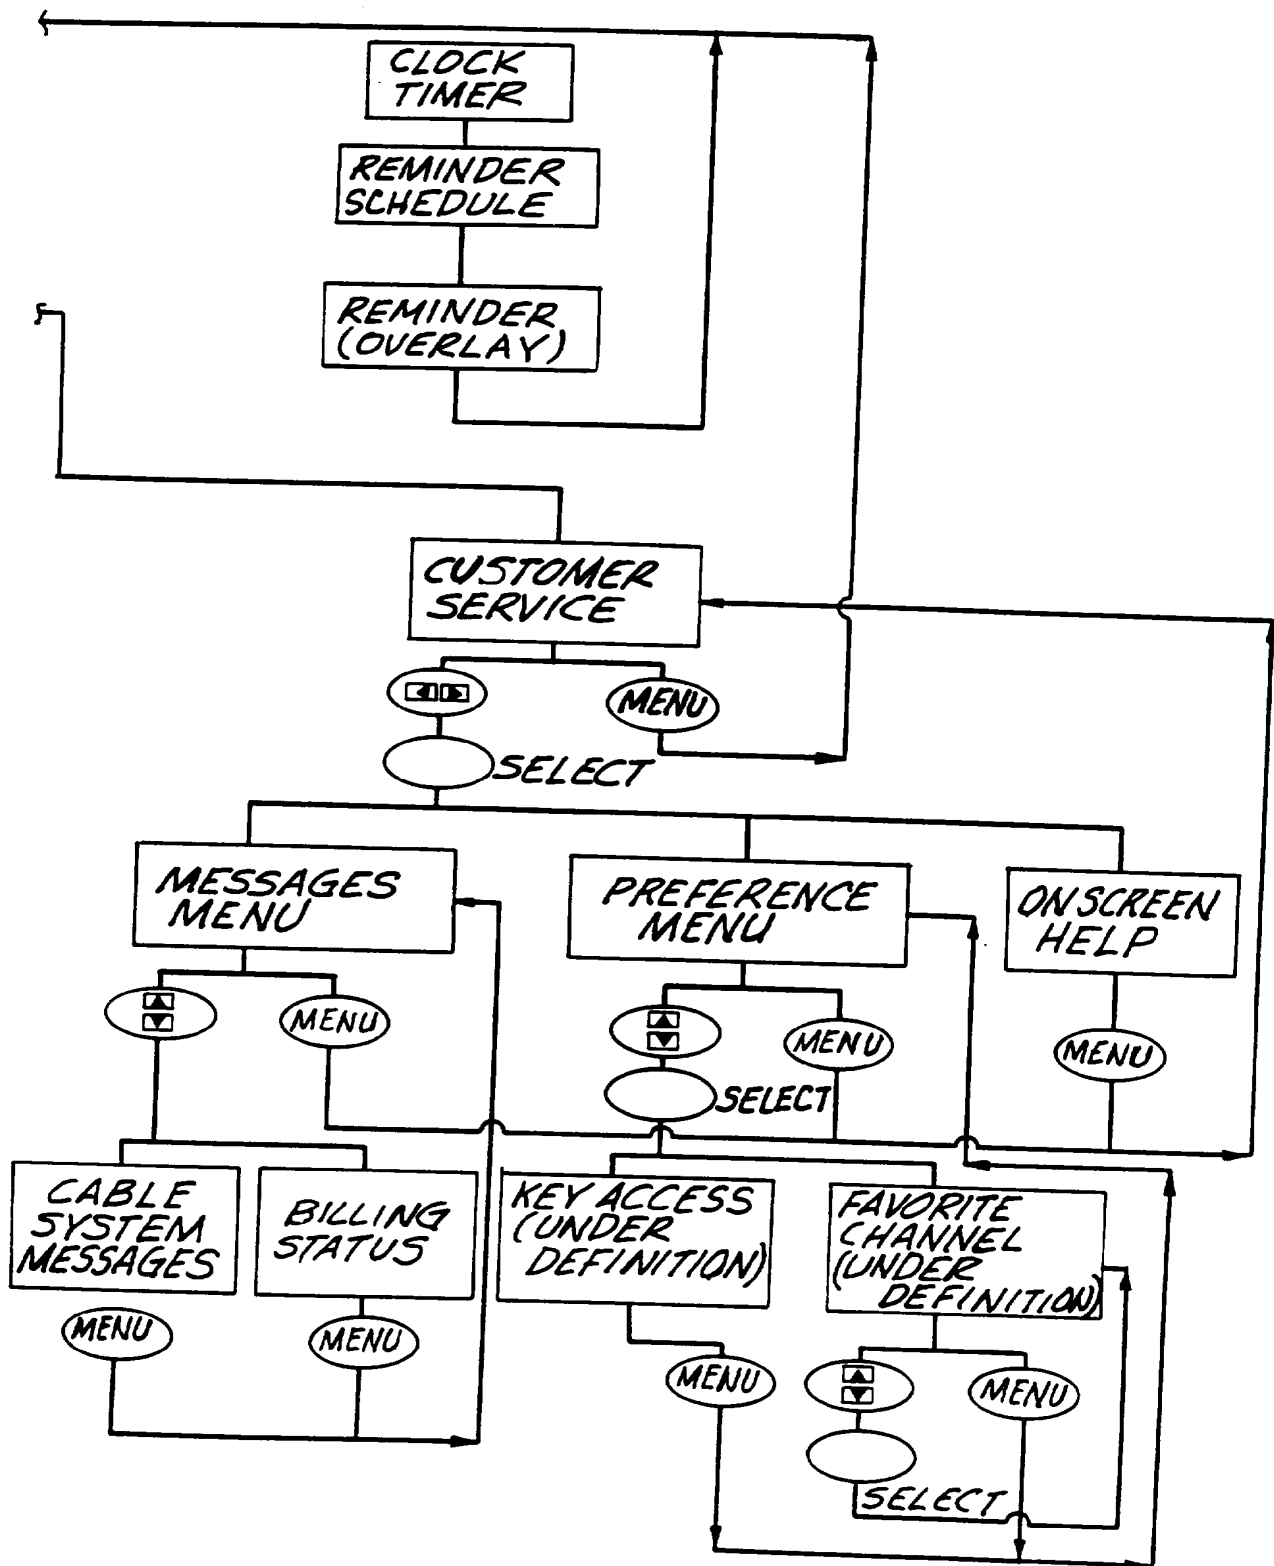 CLOCK
TIMER
REMINDER
SCHEDULE
REMINDER
(OVERLAY)
CUSTOMER
SERVICE
MENU
SELECT
MESSAGES
MENU
PREFERENCE
MENU
ON SCREEN
HELP
MENU
MENU
MENU
SELECT
CABLE
SYSTEM
MESSAGES
BILLING
STATUS
KEY ACCESS
(UNDER
DEFINITION)
FAVORITE
CHANNEL
(UNDER
DEFINITION)
MENU
MENU
MENU
MENU
SELECT